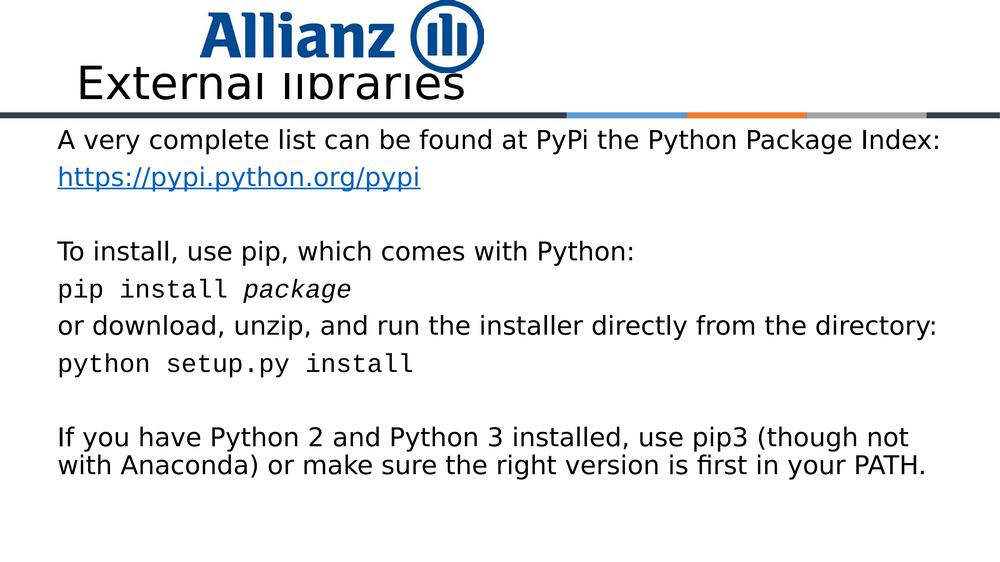 Allianz
External libraries
A very complete list can be found at PyPi the Python Package Index:
https://pypi.python.org/pypi
To install, use pip, which comes with Python:
pip install package
or download, unzip, and run the installer directly from the directory:
python setup.py install
If you have Python 2 and Python 3 installed, use pip3 (though not
with Anaconda) or make sure the right version is first in your PATH.